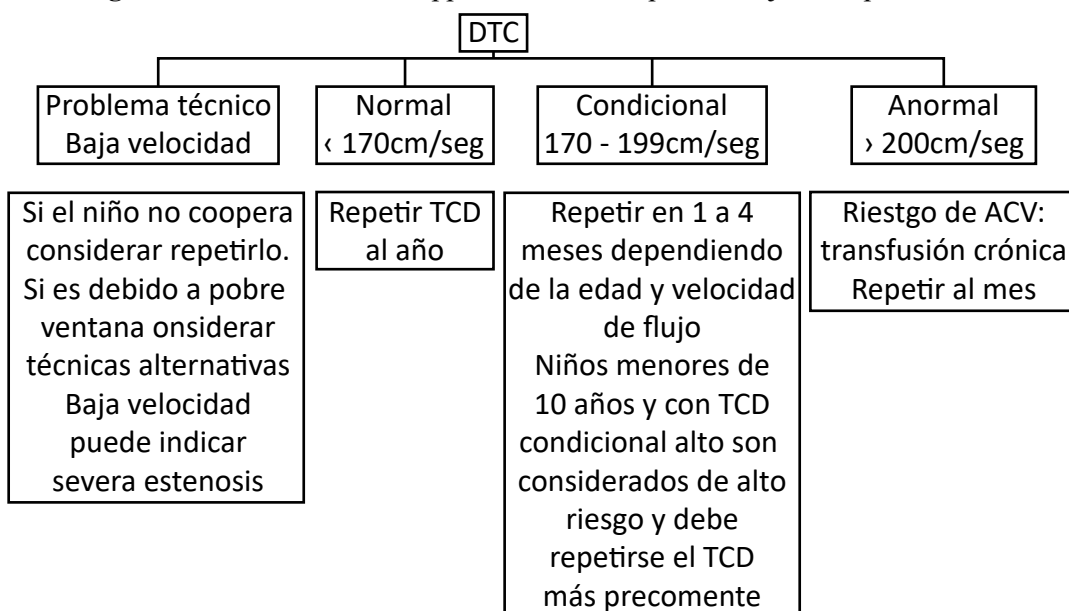 DTC
Problema técnico
Baja velocidad
Normal
‹ 170cm/seg
Condicional
170 - 199cm/seg
Anormal
› 200cm/seg
Si el niño no coopera
considerar repetirlo.
Si es debido a pobre
ventana onsiderar
técnicas alternativas
Baja velocidad
puede indicar
severa estenosis
Repetir TCD
al año
Repetir en 1 a 4
meses dependiendo
de la edad y velocidad
de flujo
Niños menores de
10 años y con TCD
condicional alto son
considerados de alto
riesgo y debe
repetirse el TCD
más precomente
Riestgo de ACV:
transfusión crónica
Repetir al mes